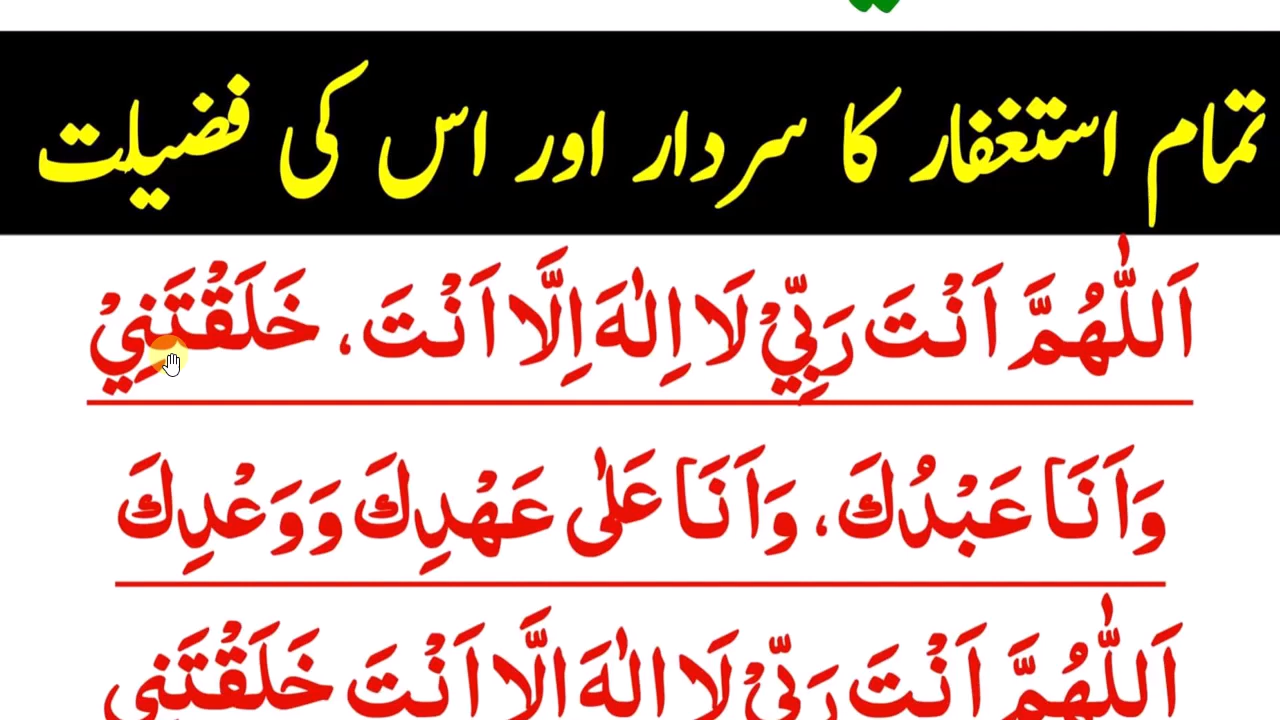 تمام استغفار کا سردار اور اس کی فضیلت
اَللّٰهُمَّ اَنْتَ رَبِّيْ لَا اِلٰهَ اِلَّا اَنْتَ، خَلَقْتَنِيْ
وَاَنَا عَبْدُكَ، وَاَنَا عَلٰى عَهْدِكَ وَوَعْدِكَ
اَللّٰهُمَّ اَنْتَ رَبِّيْ لَا اِلٰهَ اِلَّا اَنْتَ خَلَقْتَنِي